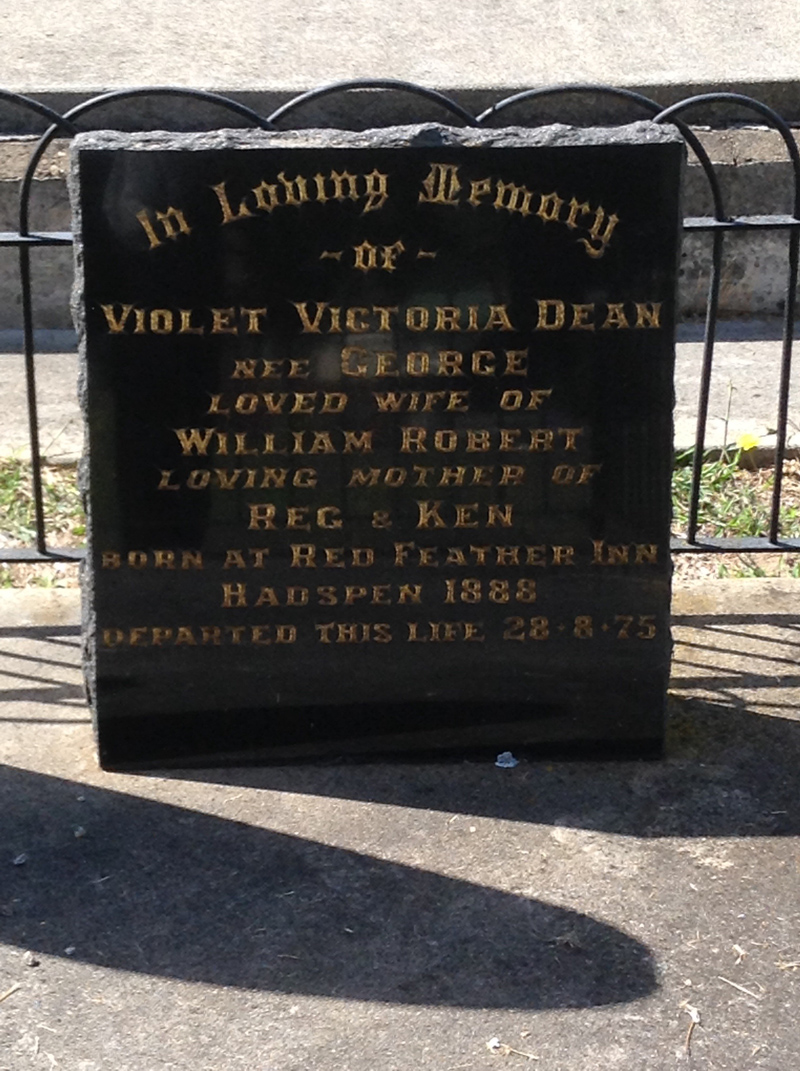 In Loving Memory
- OF -
VIOLET VICTORIA DEAN
NEE GEORGE
LOVED WIFE OF
WILLIAM ROBERT
LOVING MOTHER OF
REG & KEN
BORN AT RED FEATHER INN
HADSPEN 1888
DEPARTED THIS LIFE 28·8·75